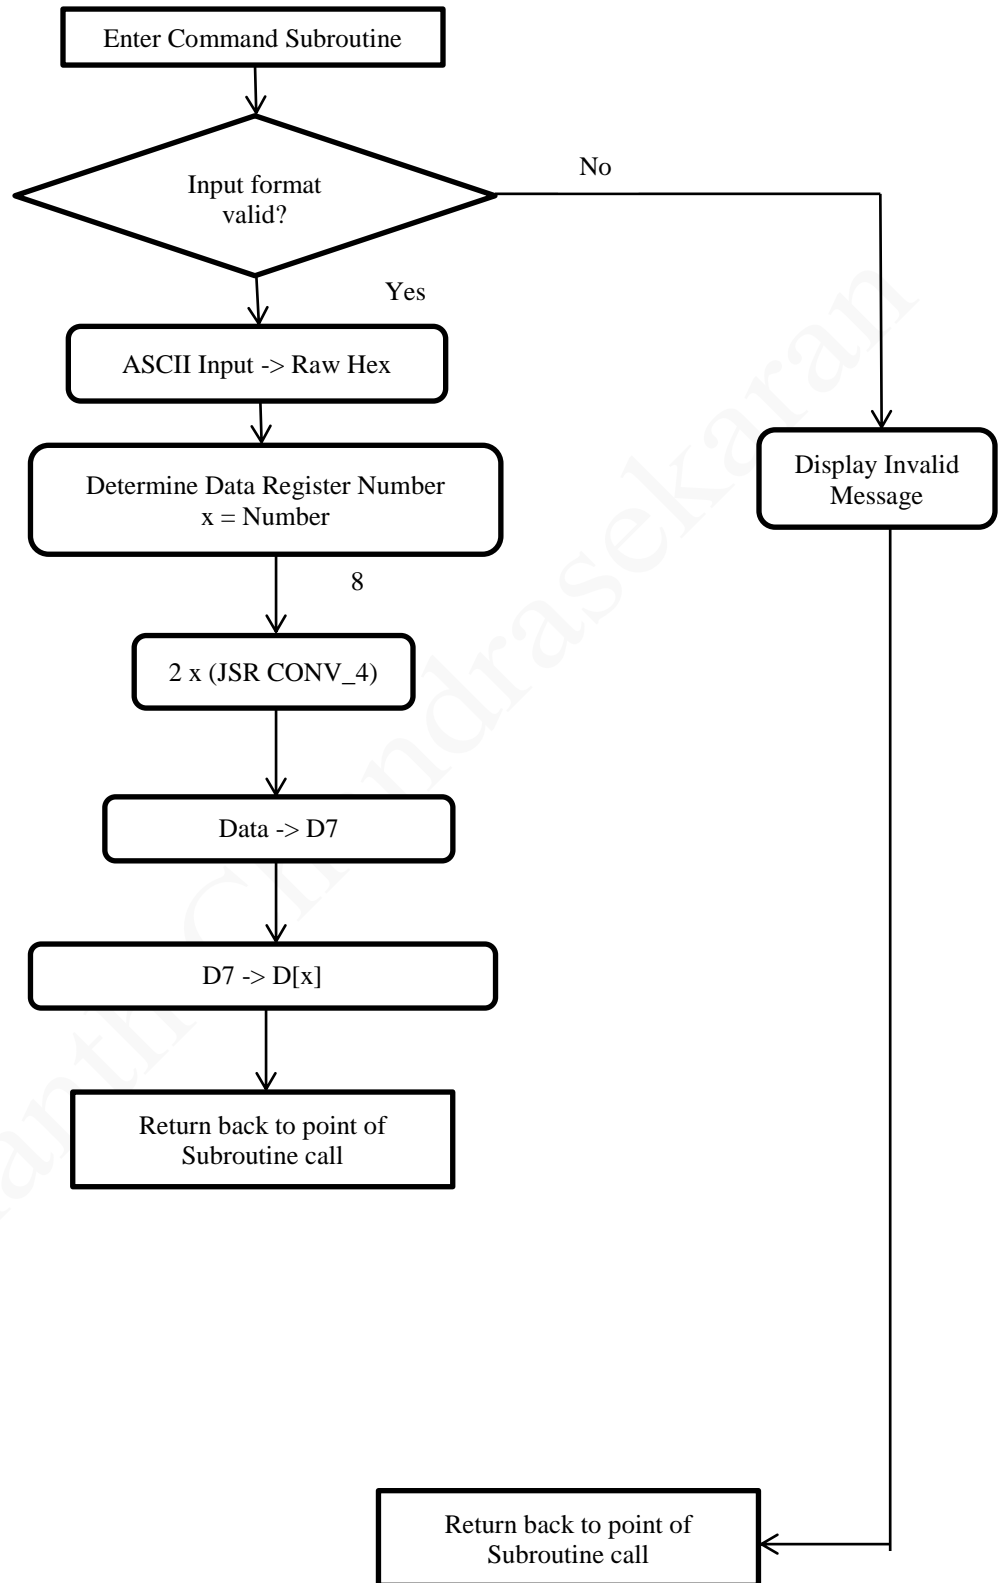 Enter Command Subroutine
Input format
valid?
No
Yes
ASCII Input -> Raw Hex
Determine Data Register Number
x = Number
Display Invalid
Message
8
2 x (JSR CONV_4)
Data -> D7
D7 -> D[x]
Return back to point of
Subroutine call
Return back to point of
Subroutine call
anth Chandrasekaran